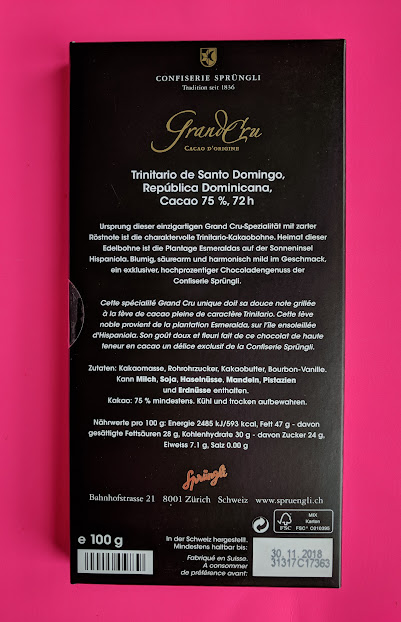 CONFISERIE SPRÜNGLI
Tradition seit 1836
Grand Cru
CACAO D'ORIGINE
Trinitario de Santo Domingo,
República Dominicana,
Cacao 75 %, 72 h
Ursprung dieser einzigartigen Grand Cru-Spezialität mit zarter
Röstnote ist die charaktervolle Trinitario-Kakaobohne. Heimat dieser
Edelbohne ist die Plantage Esmeraldas auf der Sonneninsel
Hispaniola. Blumig, säurearm und harmonisch mild im Geschmack,
ein exklusiver, hochprozentiger Chocoladengenuss der
Confiserie Sprüngli.
Cette spécialité Grand Cru unique doit sa douce note grillée
à la fève de cacao pleine de caractère Trinitario. Cette fève
noble provient de la plantation Esmeralda, sur l'île ensoleillée
d'Hispaniola. Son goût doux et fleuri fait de ce chocolat de haute
teneur en cacao un délice exclusif de la Confiserie Sprüngli.
Zutaten: Kakaomasse, Rohrohrzucker, Kakaobutter, Bourbon-Vanille.
Kann Milch, Soja, Haselnüsse, Mandeln, Pistazien
und Erdnüsse enthalten.
Kakao: 75 % mindestens. Kühl und trocken aufbewahren.
Nährwerte pro 100 g: Energie 2485 kJ/593 kcal, Fett 47 g - davon
gesättigte Fettsäuren 28 g, Kohlenhydrate 30 g - davon Zucker 24 g,
Eiweiss 7.1 g, Salz 0.00 g
Sprüngli
Bahnhofstrasse 21 8001 Zürich Schweiz www.spruengli.ch
e 100 g
In der Schweiz hergestellt.
Mindestens haltbar bis:
Fabriqué en Suisse.
A consommer
de préférence avant:
FSC
MIX
Karton
FSC® C016395
30. 11. 2018
31317C17363